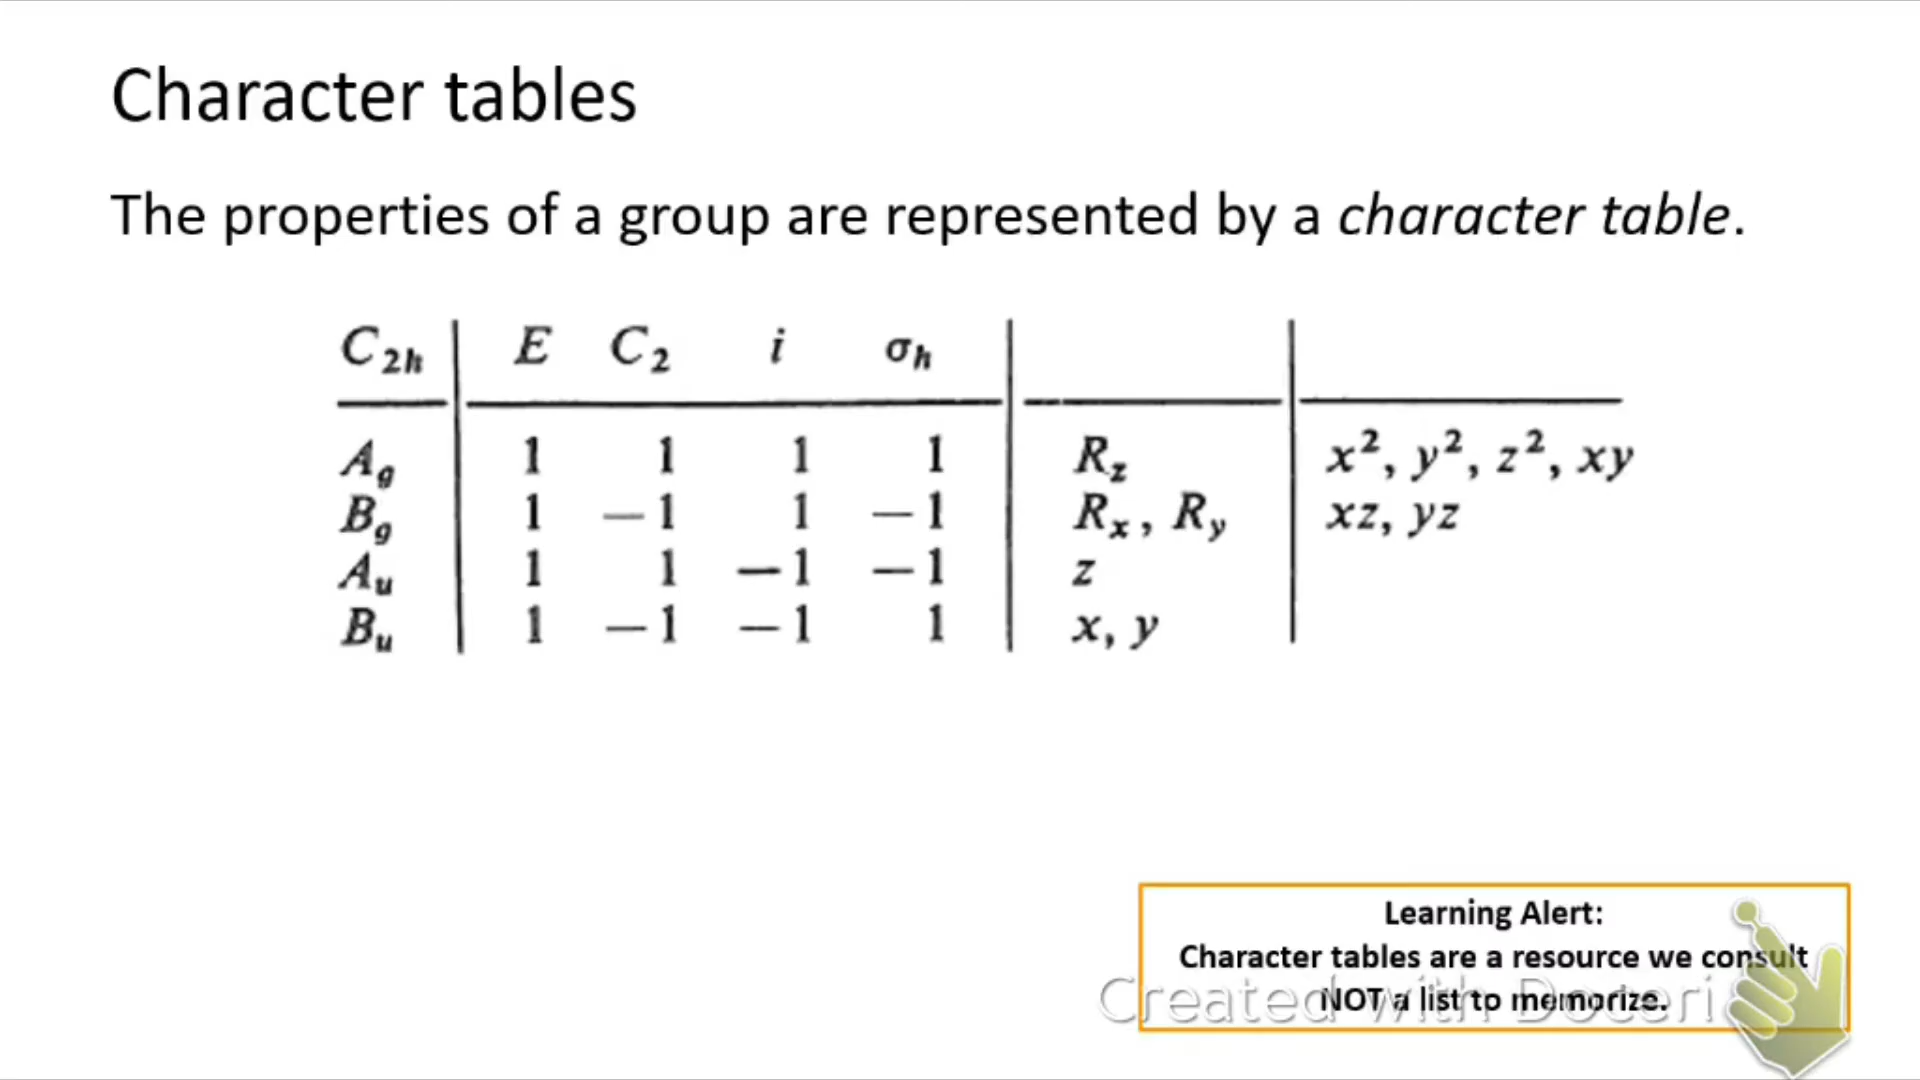 Character tables
The properties of a group are represented by a character table.
C2h E C2 i σh
Ag 1 1 1 1 Rz x², y², z², xy
Bg 1 −1 1 −1 Rx, Ry xz, yz
Au 1 1 −1 −1 z
Bu 1 −1 −1 1 x, y
Learning Alert:
Character tables are a resource we consult
NOT a list to memorize.
Created with Doceri